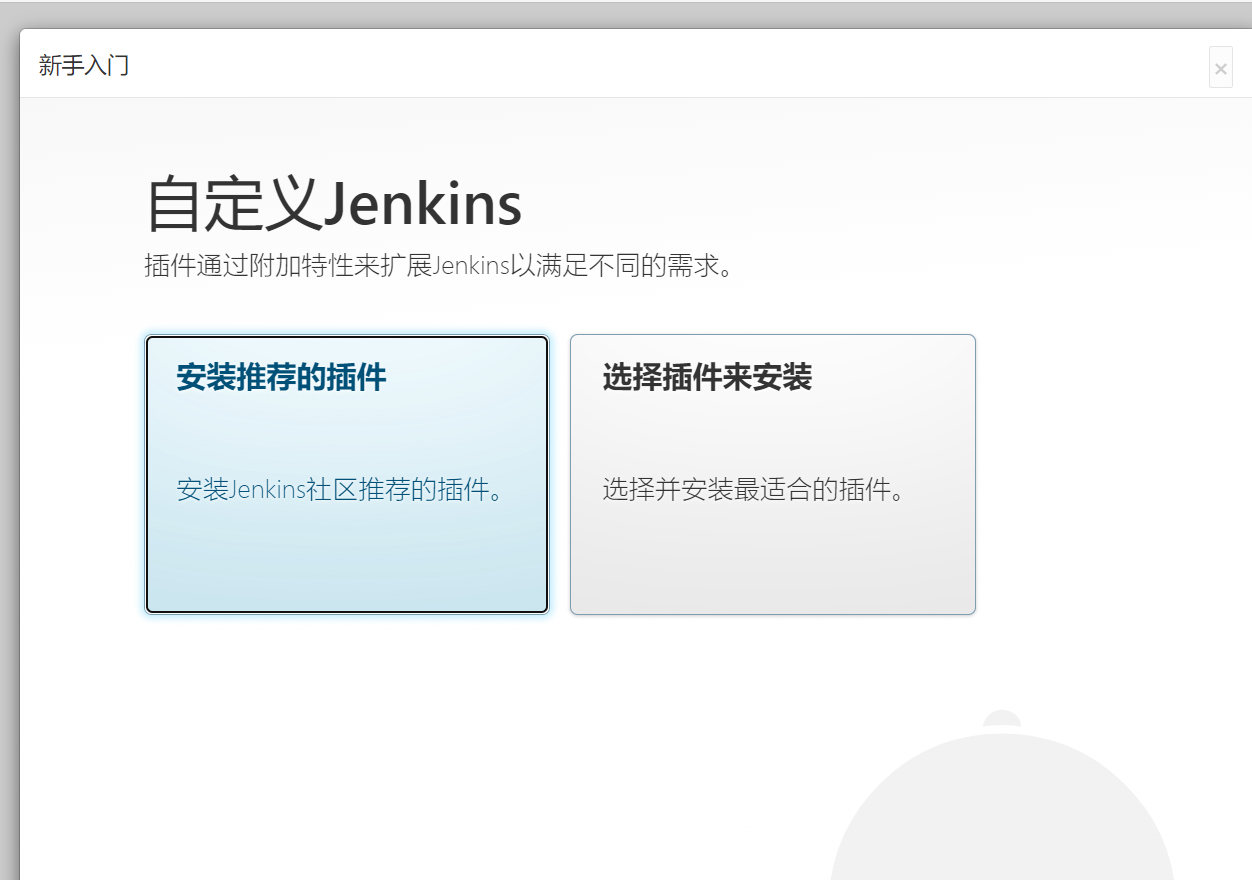 新手入门
×
自定义Jenkins
插件通过附加特性来扩展Jenkins以满足不同的需求。
安装推荐的插件
安装Jenkins社区推荐的插件。
选择插件来安装
选择并安装最适合的插件。